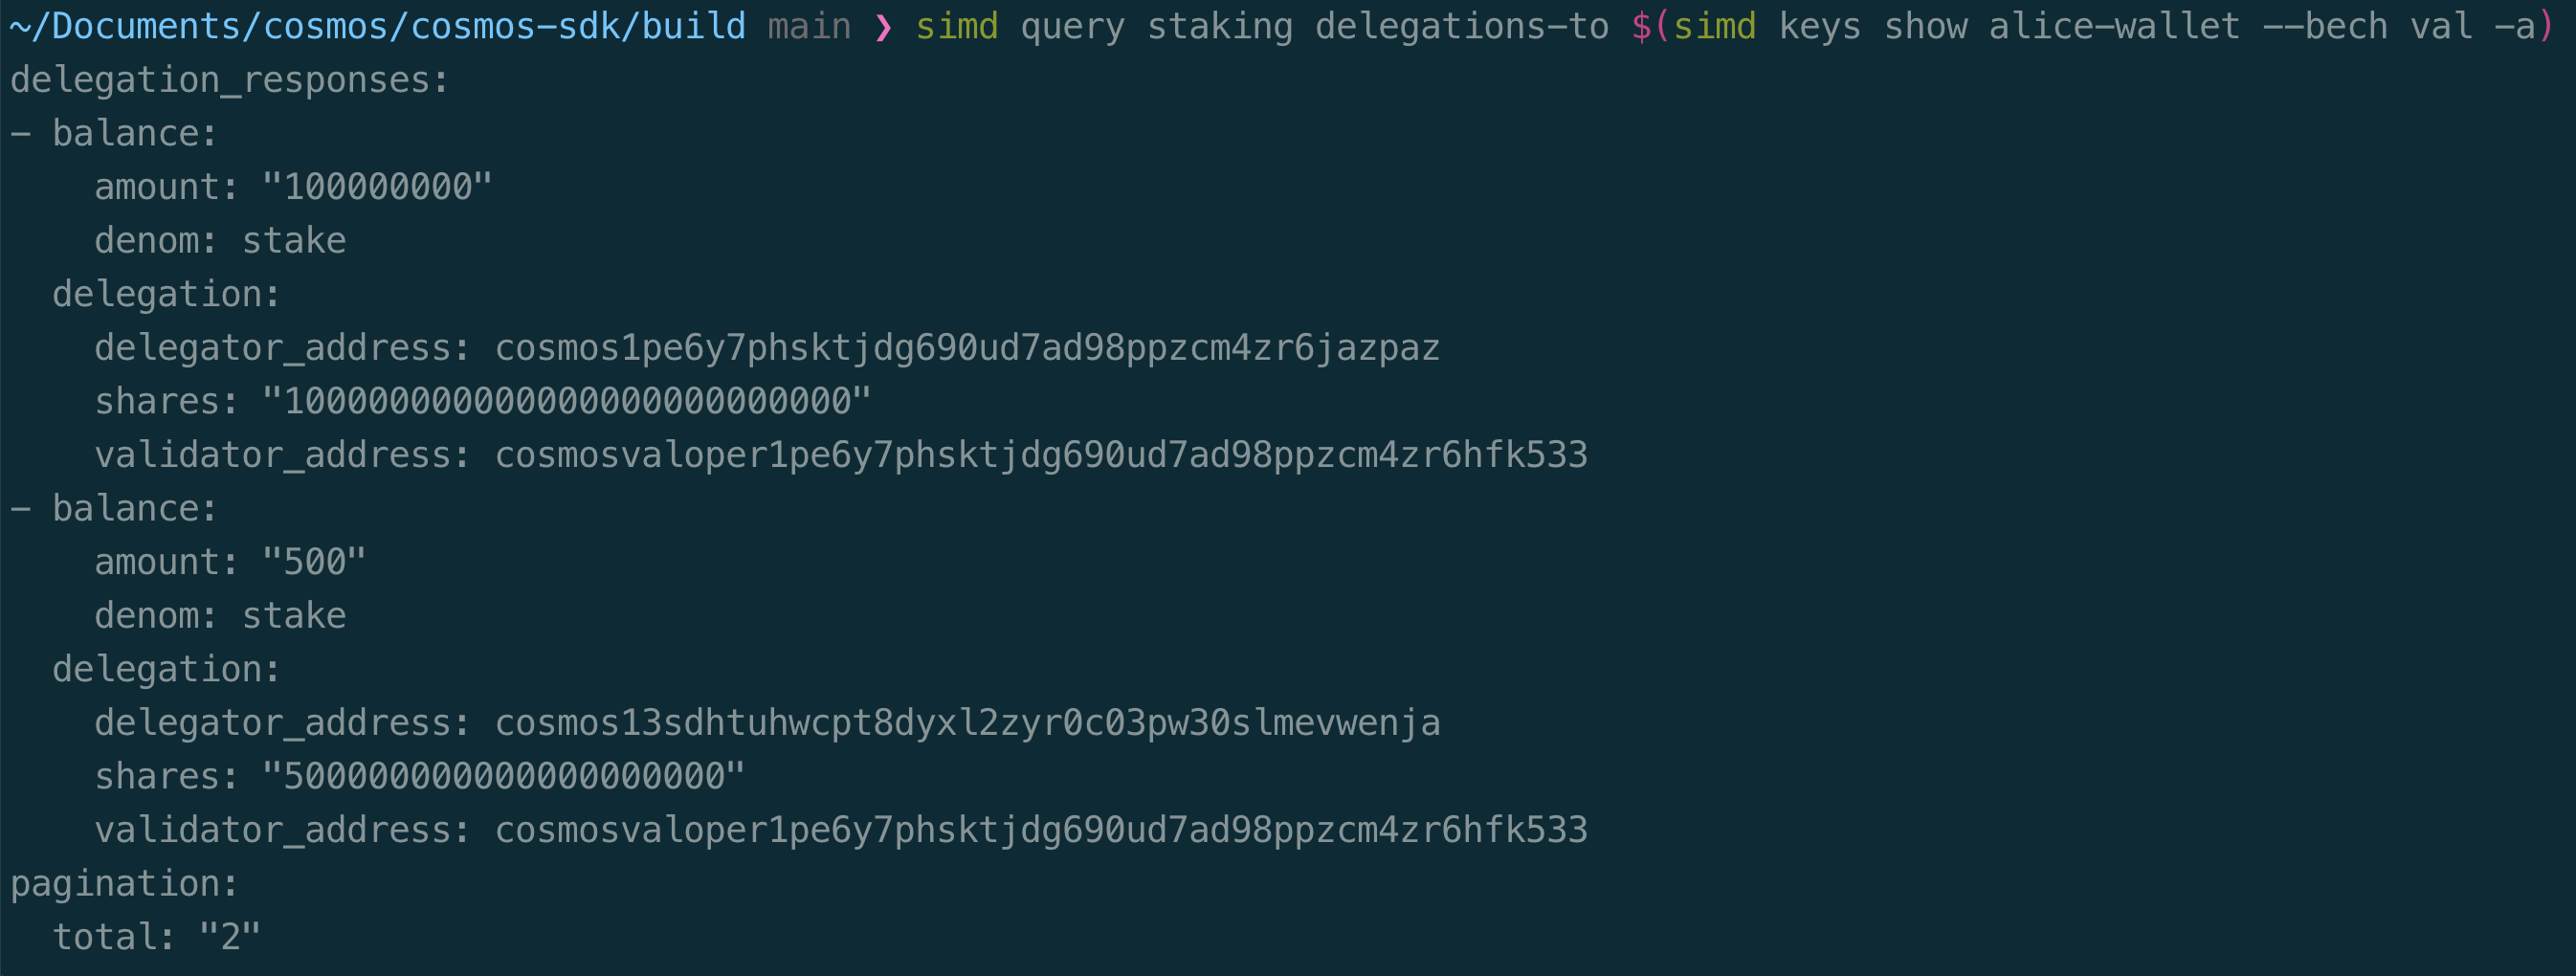 ~/Documents/cosmos/cosmos-sdk/build main ❯ simd query staking delegations-to $(simd keys show alice-wallet --bech val -a)
delegation_responses:
- balance:
    amount: "100000000"
    denom: stake
  delegation:
    delegator_address: cosmos1pe6y7phsktjdg690ud7ad98ppzcm4zr6jazpaz
    shares: "100000000000000000000000000"
    validator_address: cosmosvaloper1pe6y7phsktjdg690ud7ad98ppzcm4zr6hfk533
- balance:
    amount: "500"
    denom: stake
  delegation:
    delegator_address: cosmos13sdhtuhwcpt8dyxl2zyr0c03pw30slmevwenja
    shares: "500000000000000000000"
    validator_address: cosmosvaloper1pe6y7phsktjdg690ud7ad98ppzcm4zr6hfk533
pagination:
  total: "2"